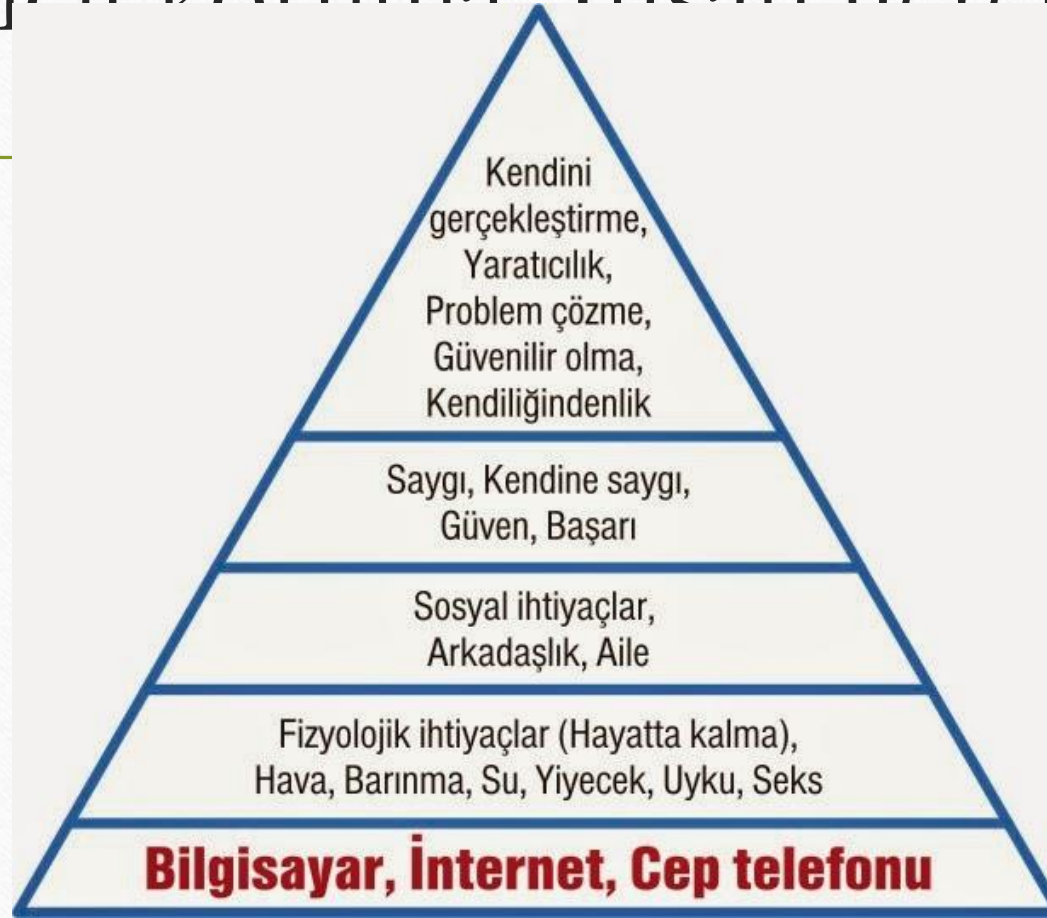 Kendini
gerçekleştirme,
Yaratıcılık,
Problem çözme,
Güvenilir olma,
Kendiliğindenlik
Saygı, Kendine saygı,
Güven, Başarı
Sosyal ihtiyaçlar,
Arkadaşlık, Aile
Fizyolojik ihtiyaçlar (Hayatta kalma),
Hava, Barınma, Su, Yiyecek, Uyku, Seks
Bilgisayar, İnternet, Cep telefonu